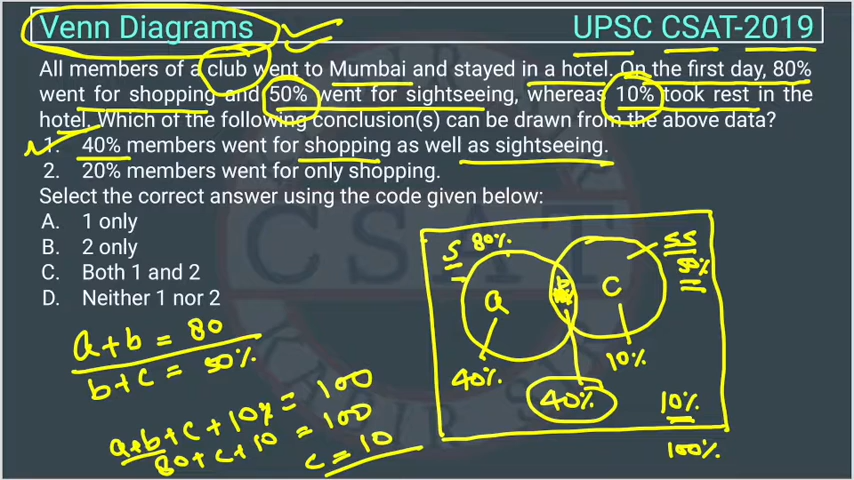 Venn Diagrams
UPSC CSAT-2019
All members of a club went to Mumbai and stayed in a hotel. On the first day, 80%
went for shopping and 50% went for sightseeing, whereas 10% took rest in the
hotel. Which of the following conclusion(s) can be drawn from the above data?
1. 40% members went for shopping as well as sightseeing.
2. 20% members went for only shopping.
Select the correct answer using the code given below:
A. 1 only
B. 2 only
C. Both 1 and 2
D. Neither 1 nor 2
S 80%
SS
50%
a
C
40%
10%
40%
10%
100%
a+b = 80
b+c = 50%
a+b+c+10% = 100
80+c+10 = 100
c = 10
CSAT